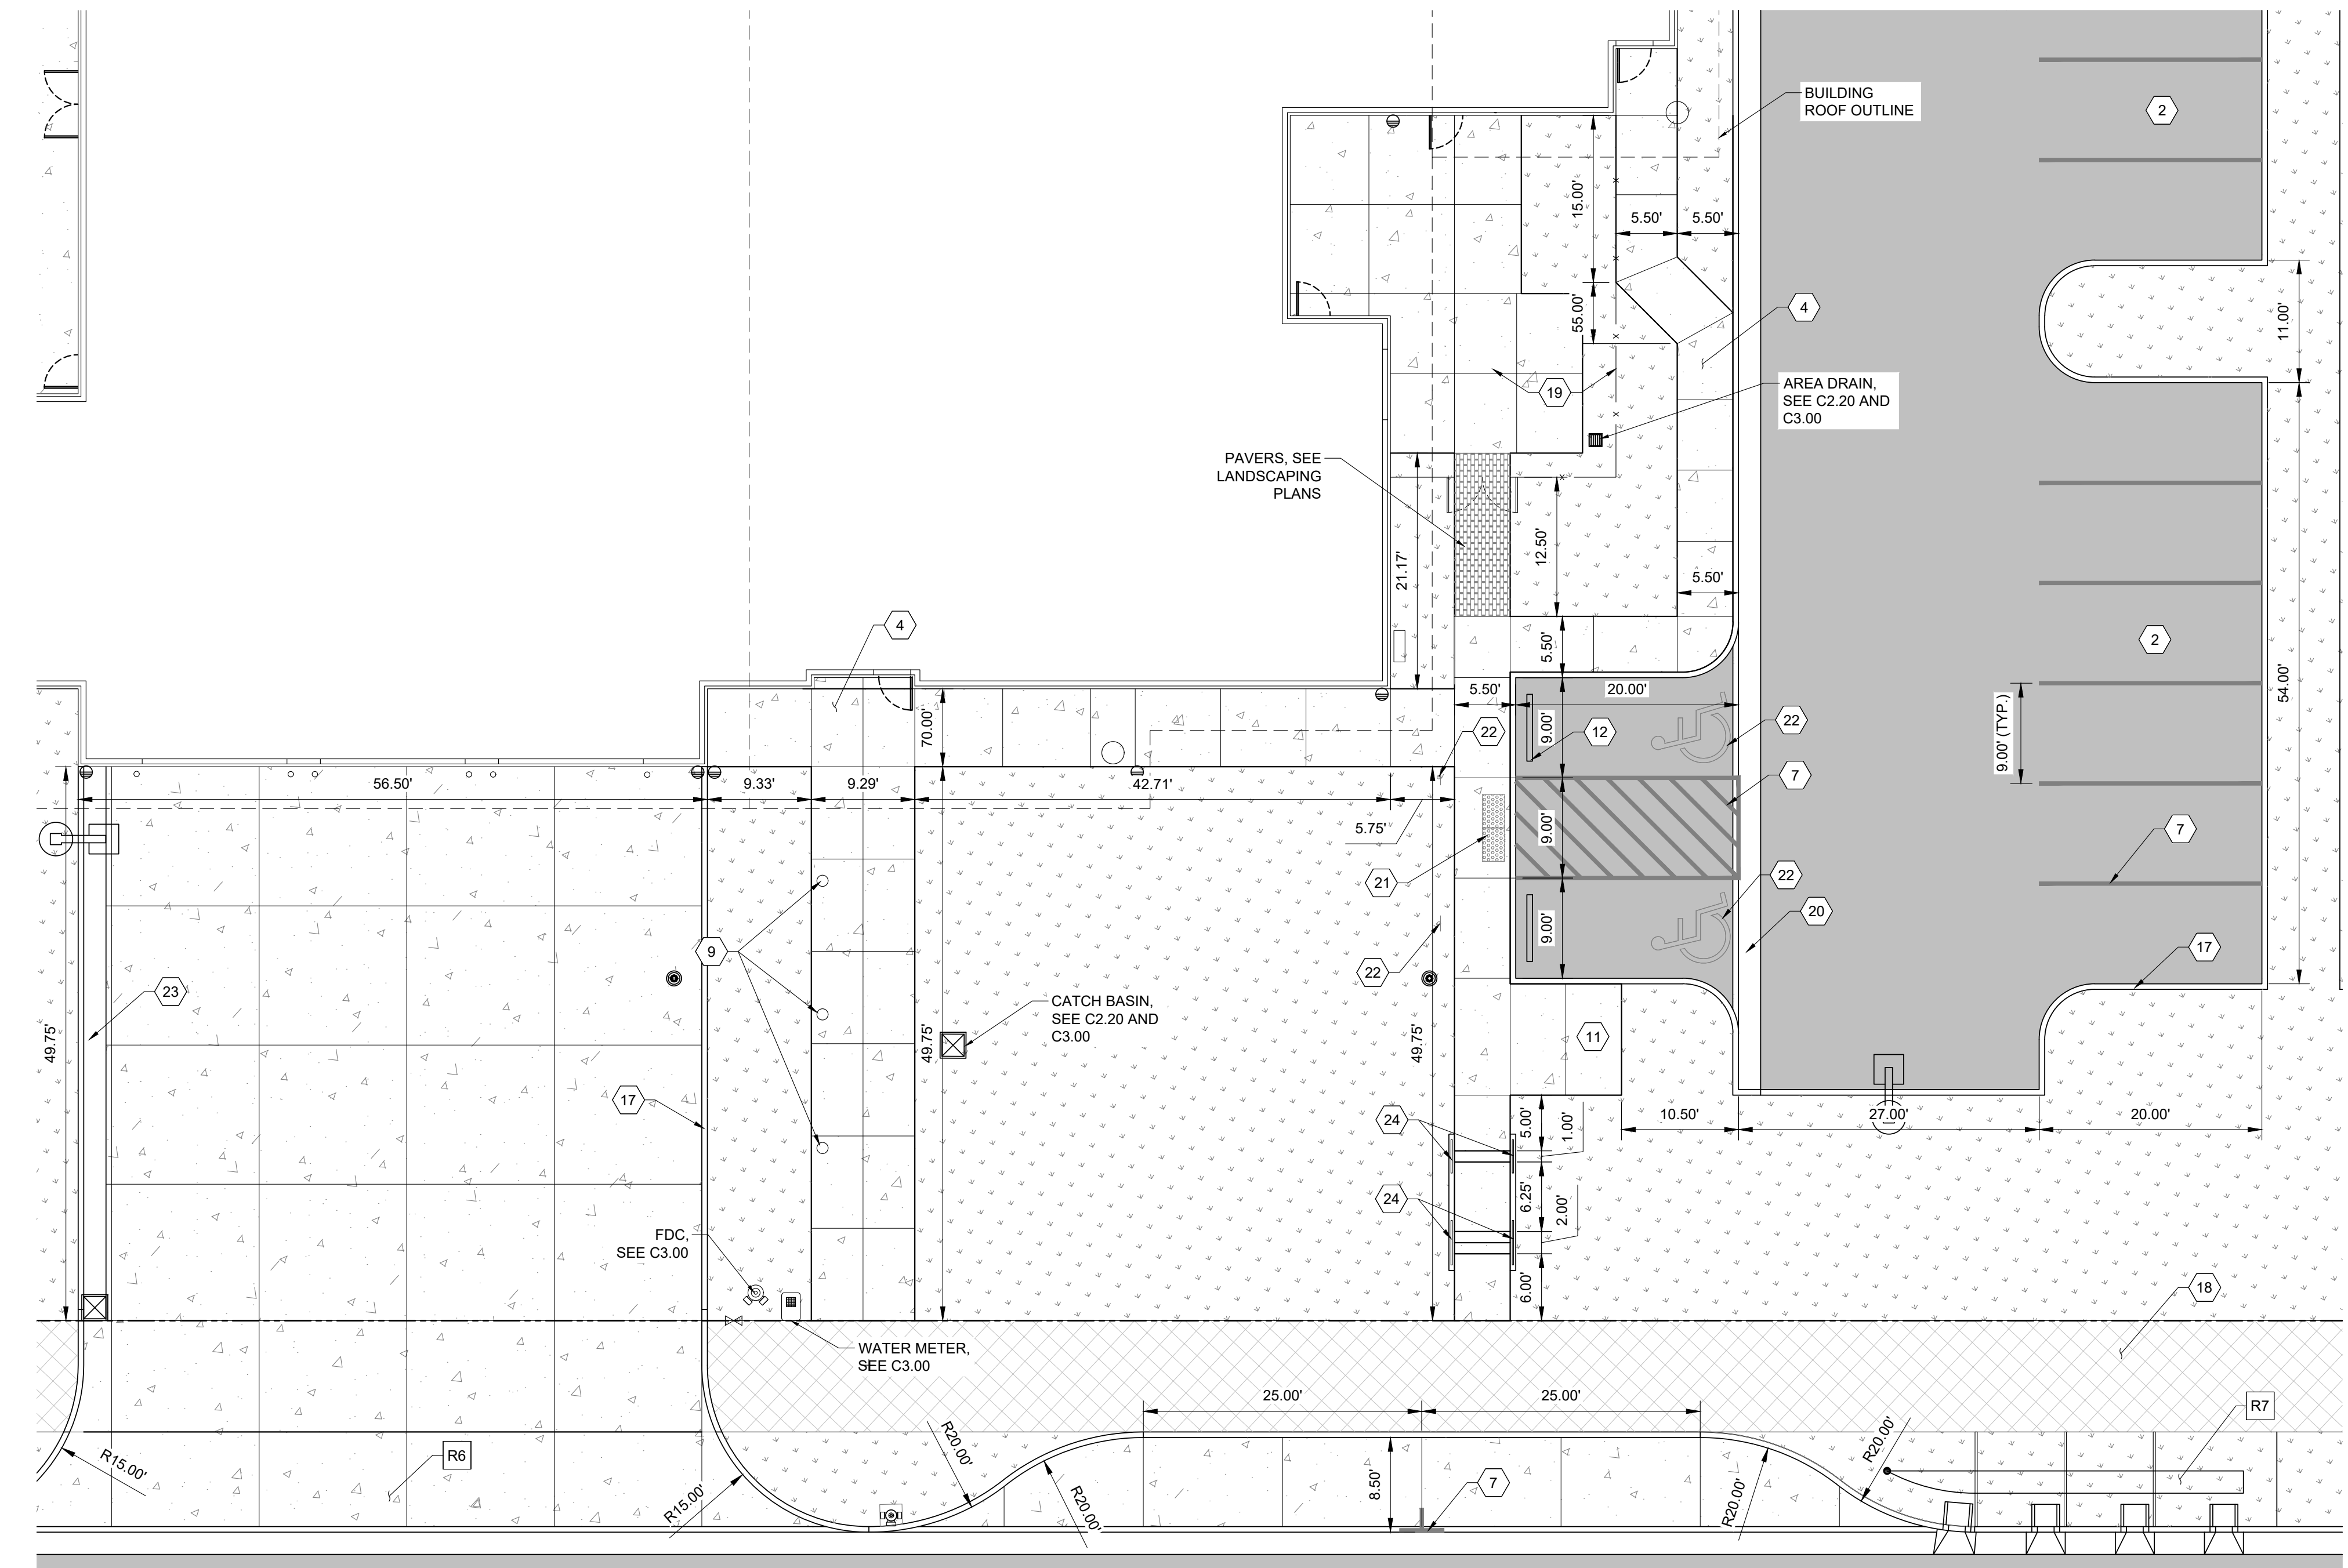 BUILDING
ROOF OUTLINE
2
15.00'
5.50'
5.50'
4
55.00'
11.00'
19
AREA DRAIN,
SEE C2.20 AND
C3.00
PAVERS, SEE
LANDSCAPING
PLANS
21.17'
12.50'
5.50'
4
5.50'
2
54.00'
9.00' (TYP.)
70.00'
5.50'
20.00'
9.00'
12
22
22
56.50'
9.33'
9.29'
42.71'
5.75'
7
9.00'
7
21
22
20
9.00'
9
22
17
23
49.75'
CATCH BASIN,
SEE C2.20 AND
C3.00
49.75'
49.75'
11
17
24
5.00'
1.00'
10.50'
27.00'
20.00'
24
6.25'
2.00'
FDC,
SEE C3.00
6.00'
18
WATER METER,
SEE C3.00
25.00'
25.00'
R7
R15.00'
R6
R15.00'
R20.00'
R20.00'
8.50'
7
R20.00'
R20.00'